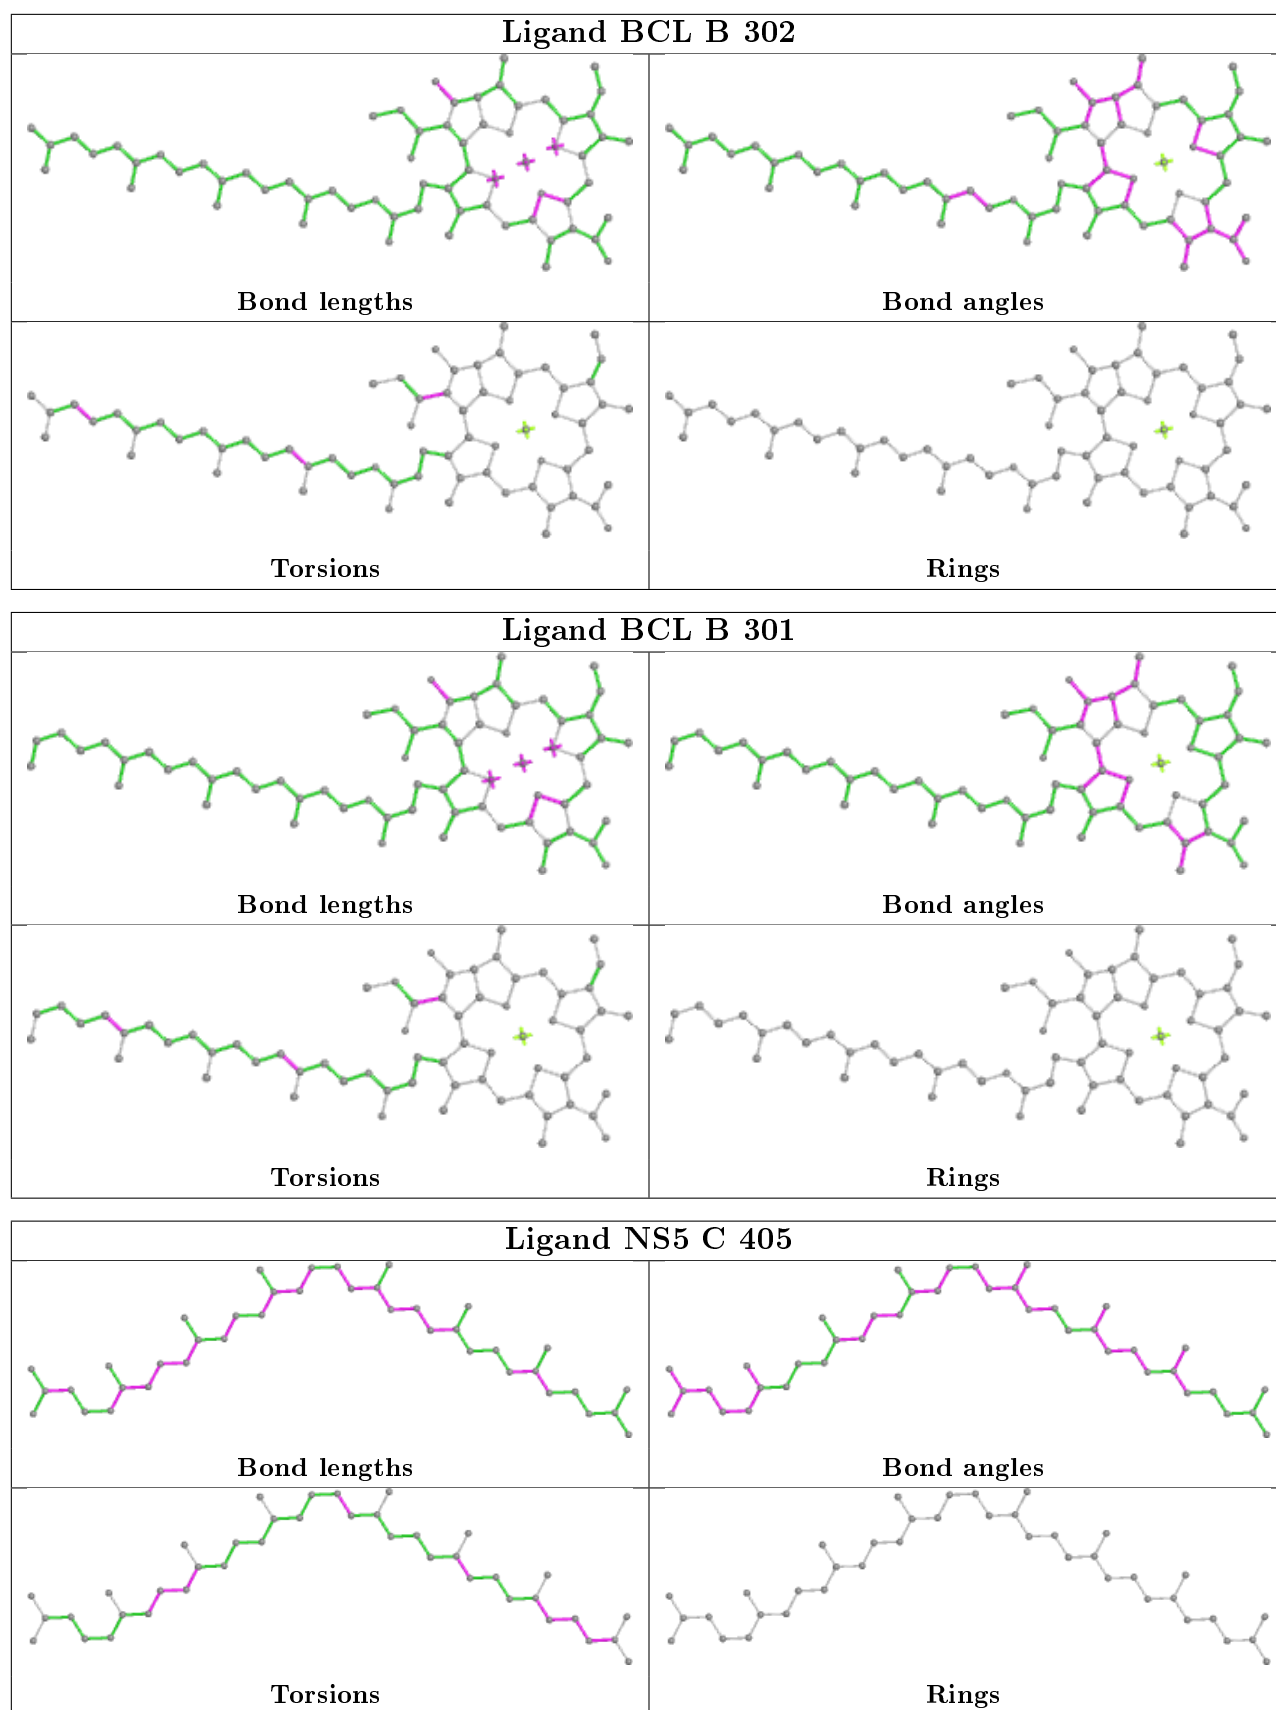 Ligand BCL B 302
Bond lengths
Bond angles
Torsions
Rings
Ligand BCL B 301
Bond lengths
Bond angles
Torsions
Rings
Ligand NS5 C 405
Bond lengths
Bond angles
Torsions
Rings